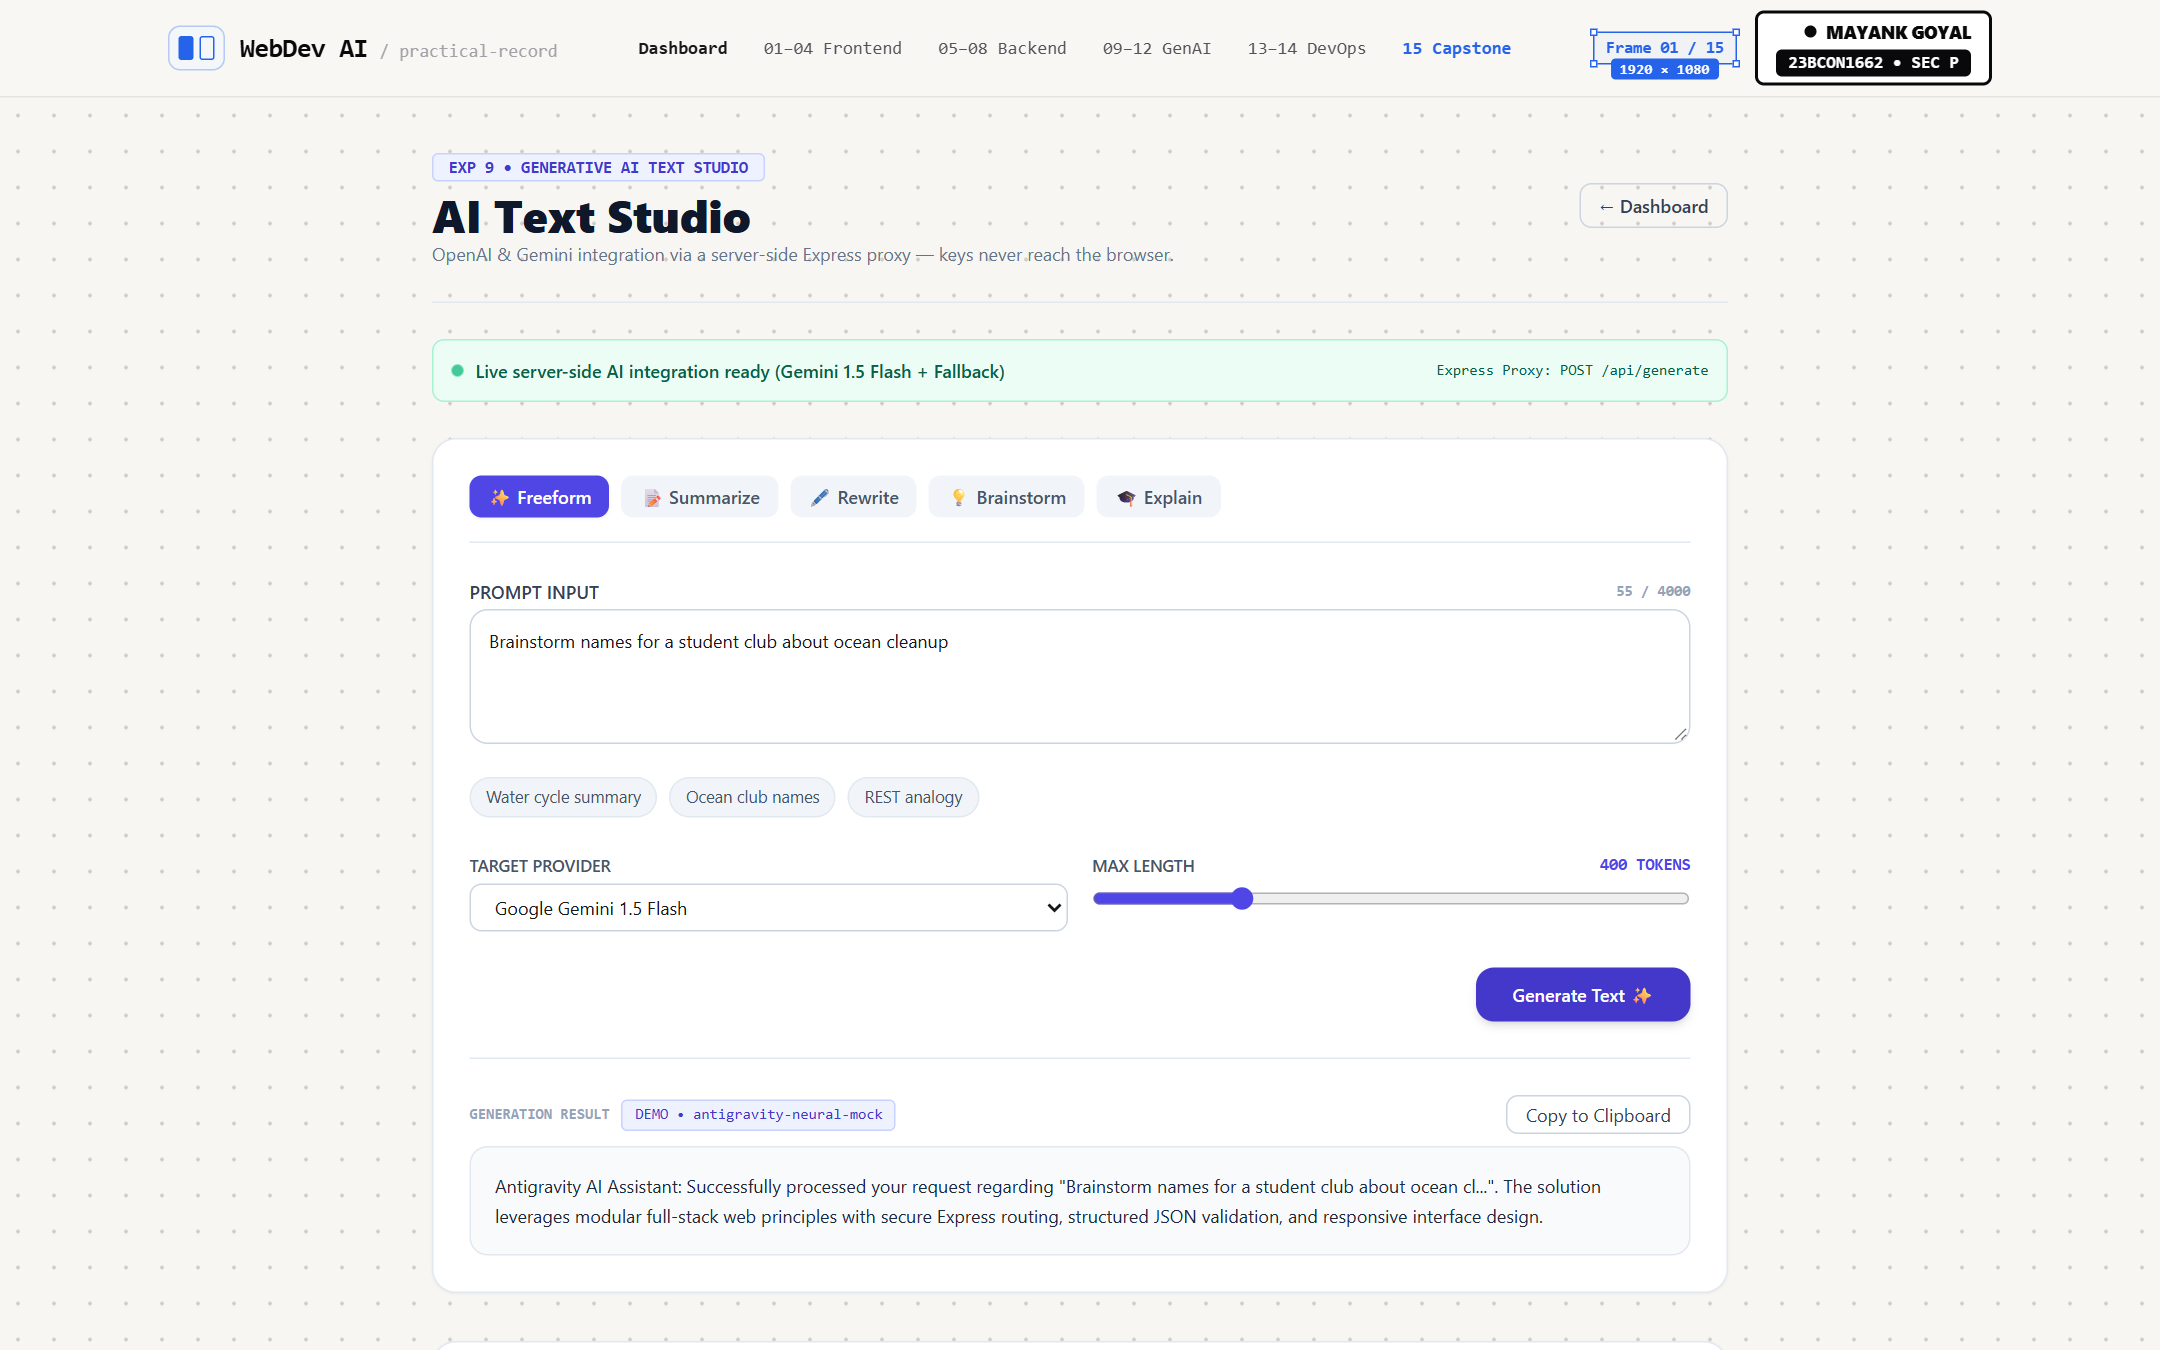 WebDev AI / practical-record
Dashboard 01–04 Frontend 05–08 Backend 09–12 GenAI 13–14 DevOps 15 Capstone
Frame 01 / 15
1920 × 1080
● MAYANK GOYAL
23BCON1662 • SEC P
EXP 9 • GENERATIVE AI TEXT STUDIO
AI Text Studio
OpenAI & Gemini integration via a server-side Express proxy — keys never reach the browser.
← Dashboard
Live server-side AI integration ready (Gemini 1.5 Flash + Fallback)
Express Proxy: POST /api/generate
✨ Freeform 📝 Summarize 🖊️ Rewrite 💡 Brainstorm 🎓 Explain
PROMPT INPUT
55 / 4000
Brainstorm names for a student club about ocean cleanup
Water cycle summary Ocean club names REST analogy
TARGET PROVIDER
Google Gemini 1.5 Flash
MAX LENGTH
400 TOKENS
Generate Text ✨
GENERATION RESULT
DEMO • antigravity-neural-mock
Copy to Clipboard
Antigravity AI Assistant: Successfully processed your request regarding "Brainstorm names for a student club about ocean cl...". The solution
leverages modular full-stack web principles with secure Express routing, structured JSON validation, and responsive interface design.